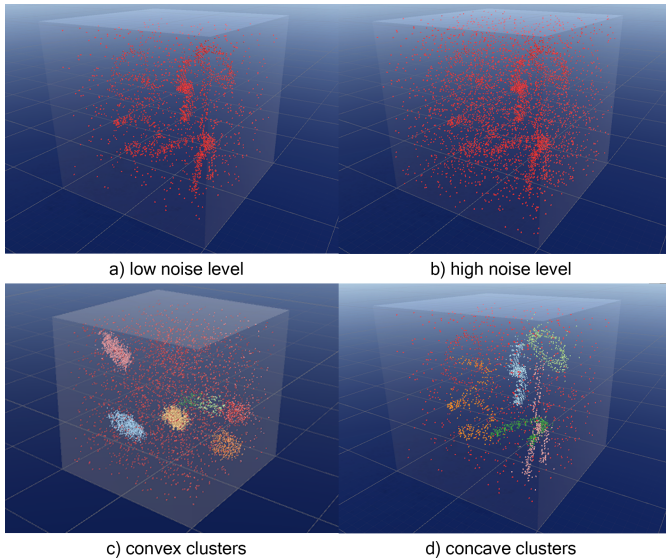 a) low noise level
b) high noise level
c) convex clusters
d) concave clusters